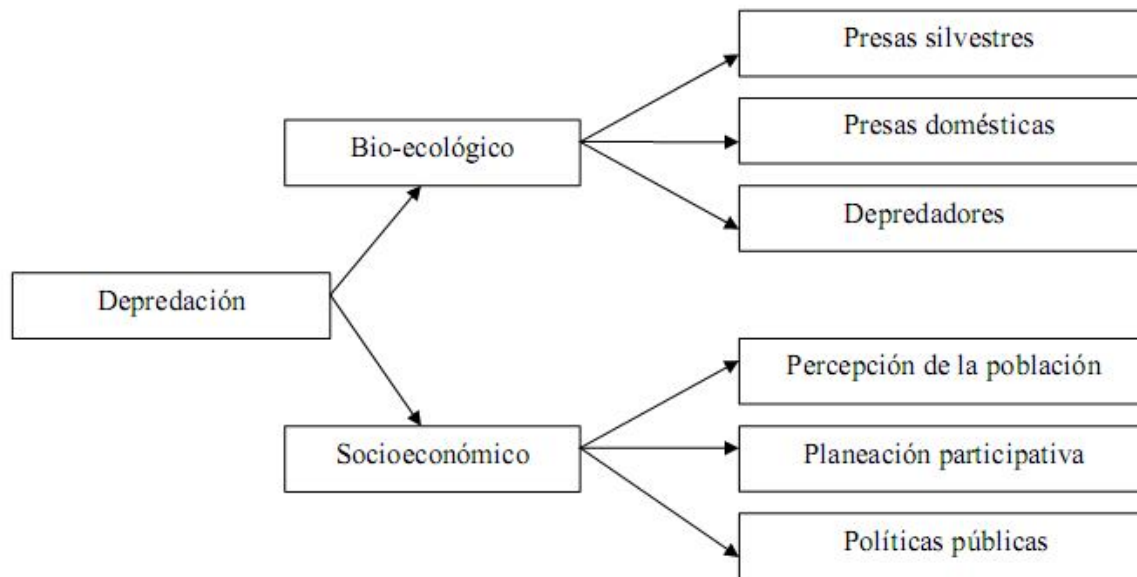 Presas silvestres
Bio-ecológico
Presas domésticas
Depredadores
Depredación
Percepción de la población
Socioeconómico
Planeación participativa
Políticas públicas